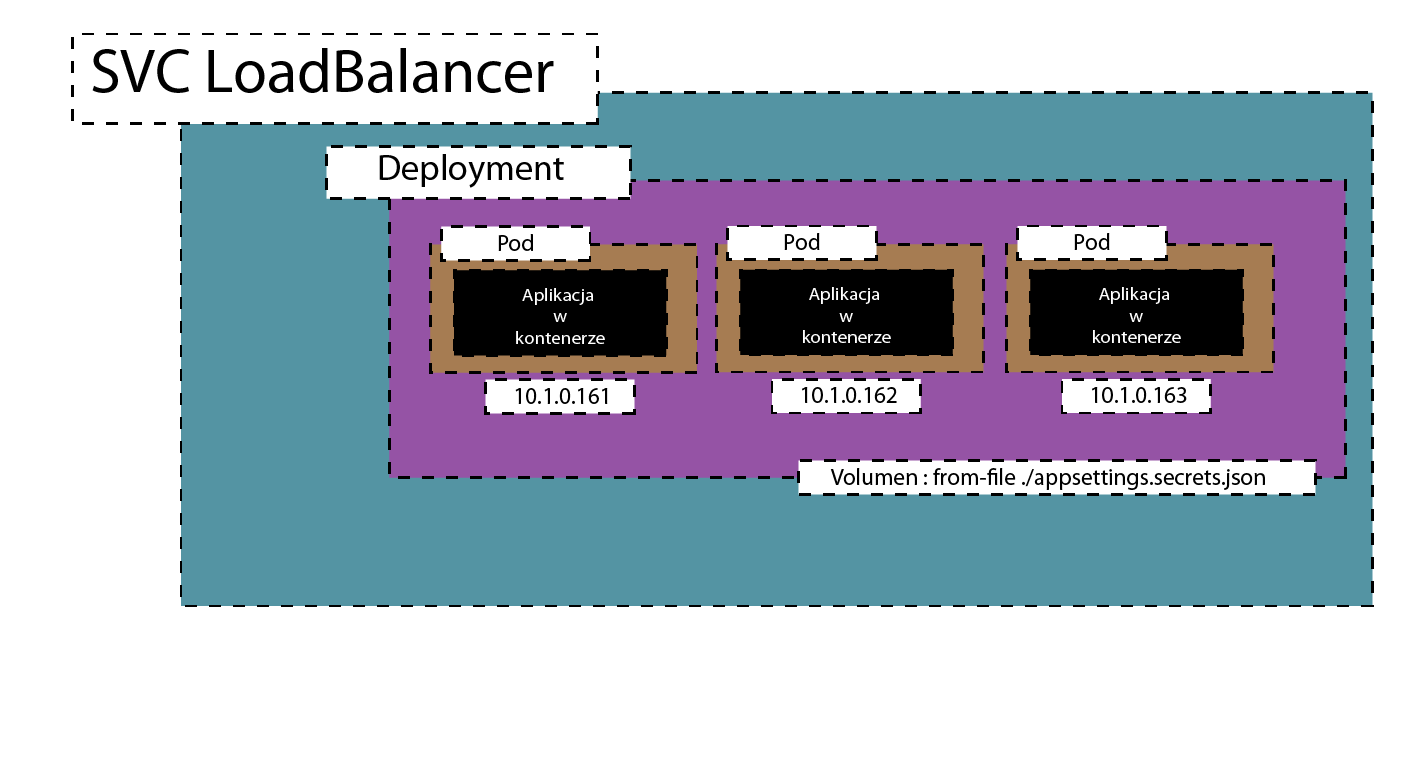 SVC LoadBalancer
Deployment
Pod
Aplikacja
w
kontenerze
10.1.0.161
Pod
Aplikacja
w
kontenerze
10.1.0.162
Pod
Aplikacja
w
kontenerze
10.1.0.163
Volumen : from-file ./appsettings.secrets.json